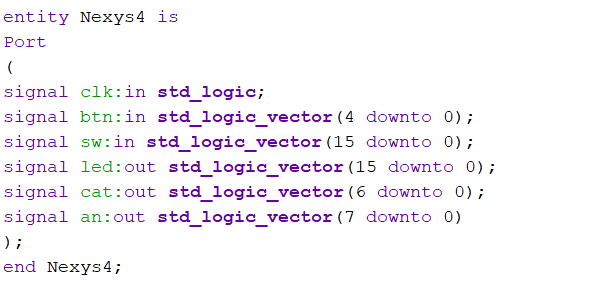 entity Nexys4 is
Port
(
signal clk:in std_logic;
signal btn:in std_logic_vector(4 downto 0);
signal sw:in std_logic_vector(15 downto 0);
signal led:out std_logic_vector(15 downto 0);
signal cat:out std_logic_vector(6 downto 0);
signal an:out std_logic_vector(7 downto 0)
);
end Nexys4;